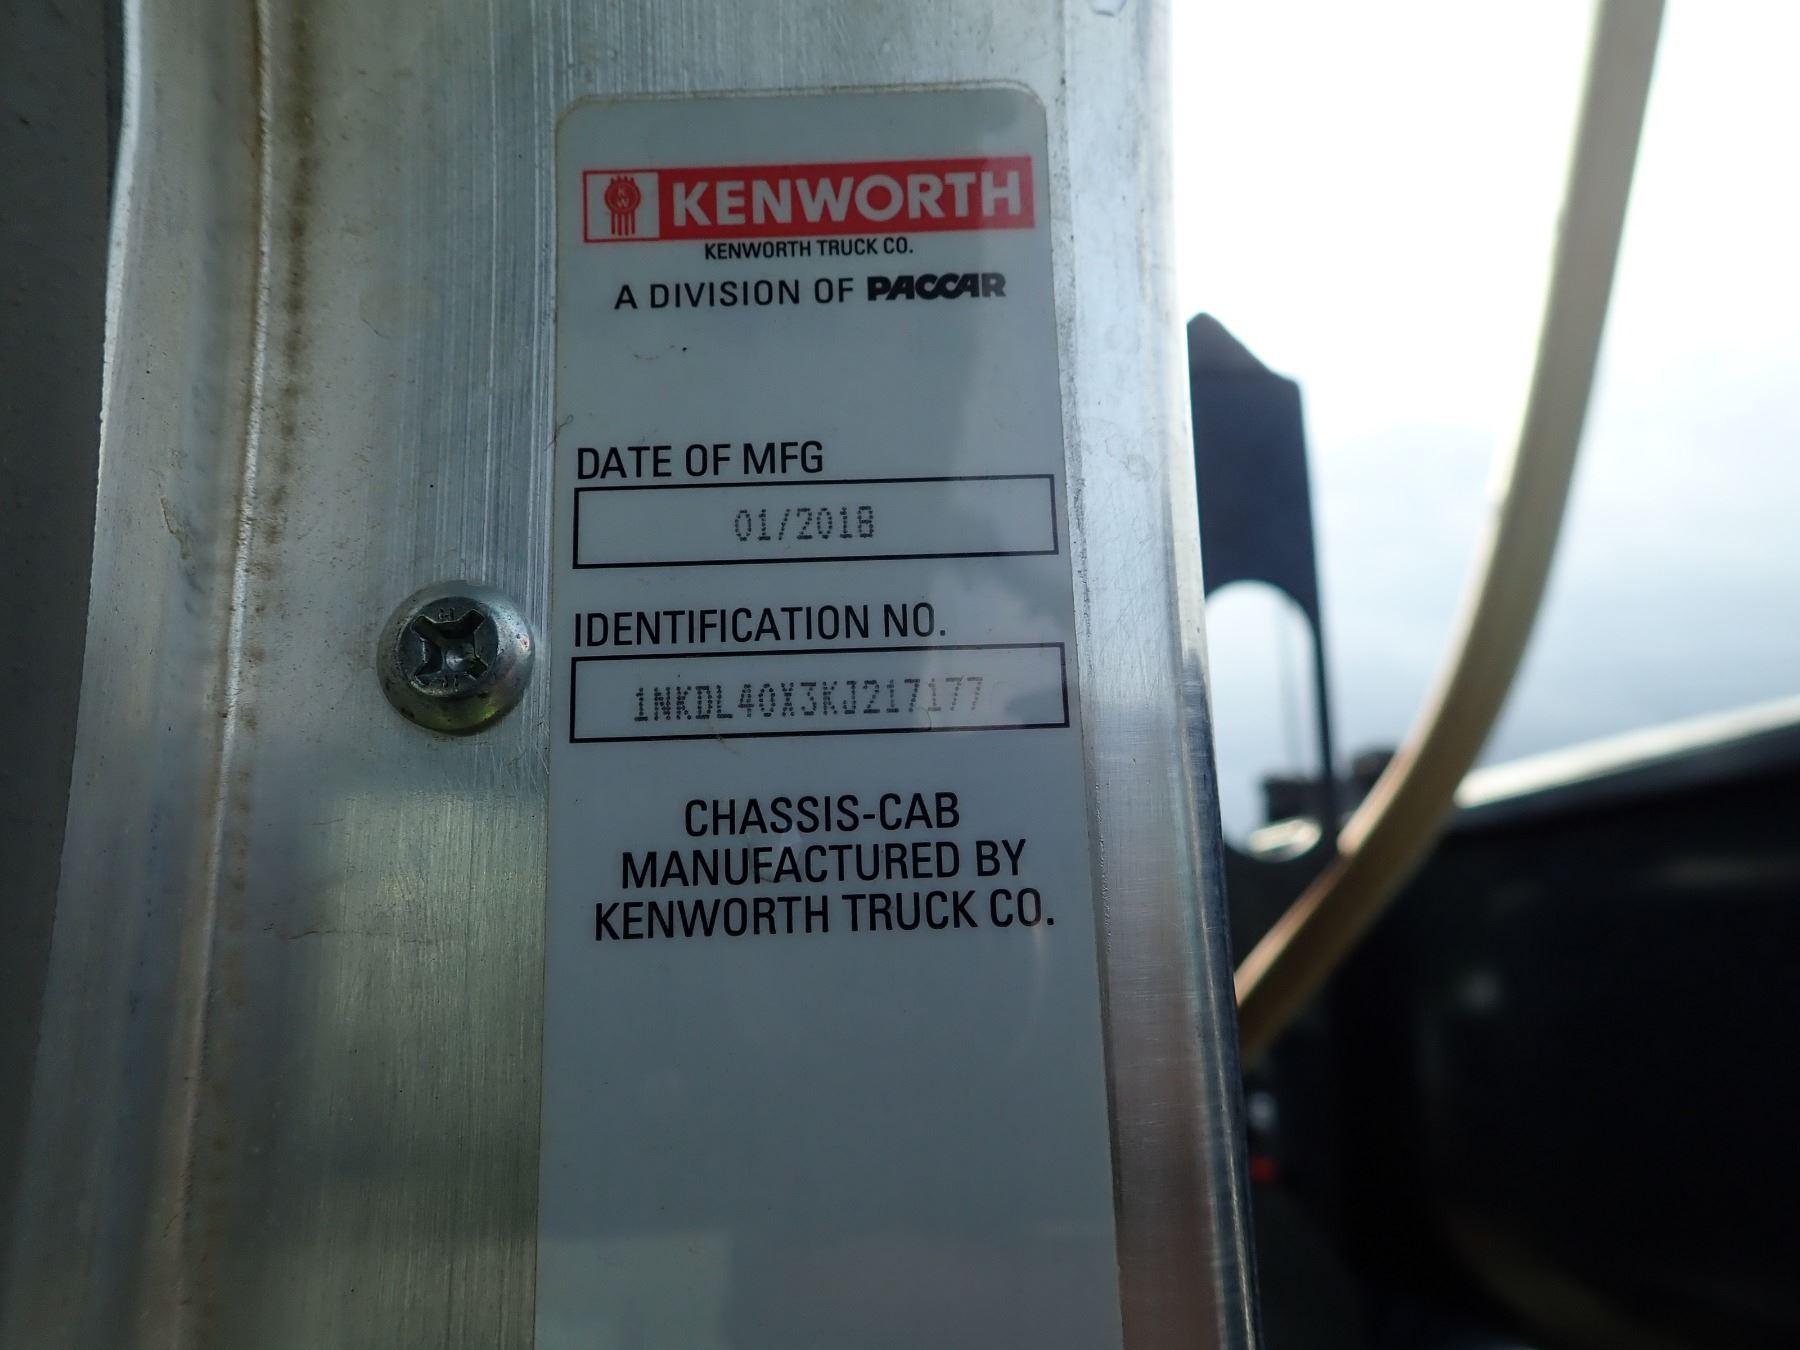 KW KENWORTH
KENWORTH TRUCK CO.
A DIVISION OF PACCAR
DATE OF MFG
01/2018
IDENTIFICATION NO.
1NKDL40X3KJ217177
CHASSIS-CAB
MANUFACTURED BY
KENWORTH TRUCK CO.